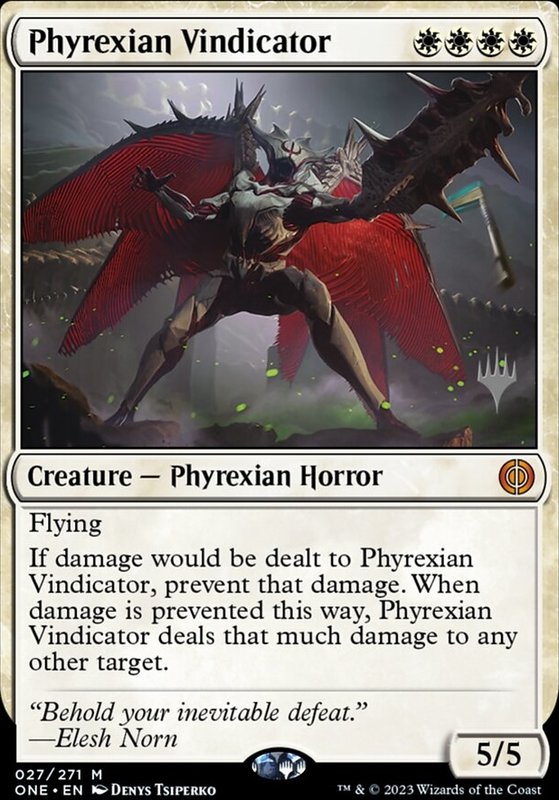 Phyrexian Vindicator
Creature — Phyrexian Horror
Flying
If damage would be dealt to Phyrexian
Vindicator, prevent that damage. When
damage is prevented this way, Phyrexian
Vindicator deals that much damage to any
other target.
“Behold your inevitable defeat.”
—Elesh Norn
5/5
027/271 M
ONE • EN DENYS TSIPERKO
™ & © 2023 Wizards of the Coast